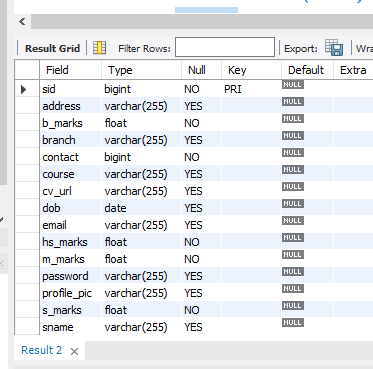 Result Grid Filter Rows: Export: Wra
Field Type Null Key Default Extra
sid bigint NO PRI NULL
address varchar(255) YES NULL
b_marks float NO NULL
branch varchar(255) YES NULL
contact bigint NO NULL
course varchar(255) YES NULL
cv_url varchar(255) YES NULL
dob date YES NULL
email varchar(255) YES NULL
hs_marks float NO NULL
m_marks float NO NULL
password varchar(255) YES NULL
profile_pic varchar(255) YES NULL
s_marks float NO NULL
sname varchar(255) YES NULL
Result 2